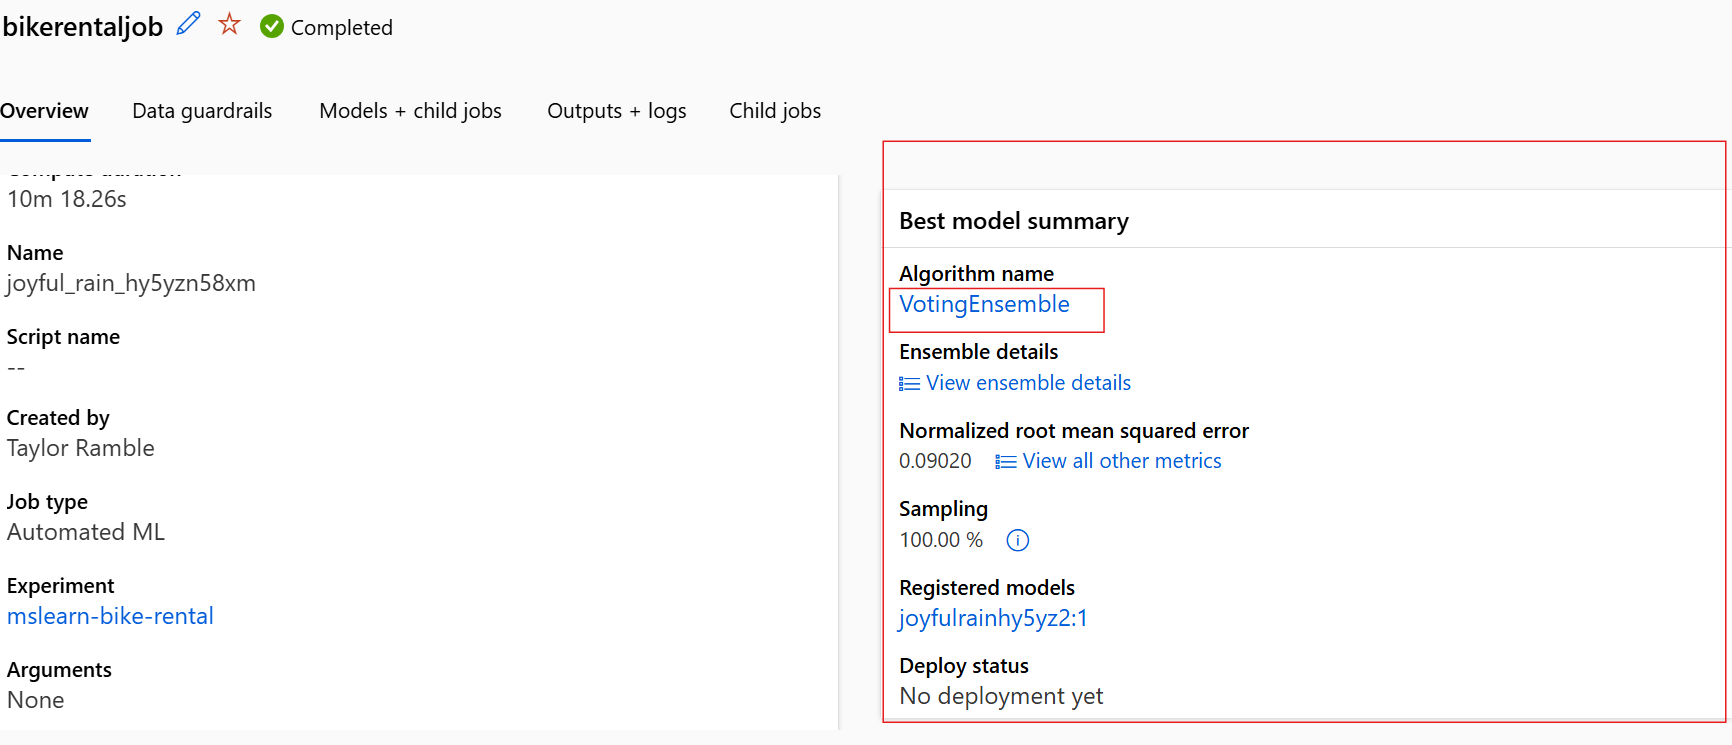 bikerentaljob Completed
Overview Data guardrails Models + child jobs Outputs + logs Child jobs
Compute duration
10m 18.26s
Name
joyful_rain_hy5yzn58xm
Script name
--
Created by
Taylor Ramble
Job type
Automated ML
Experiment
mslearn-bike-rental
Arguments
None
Best model summary
Algorithm name
VotingEnsemble
Ensemble details
View ensemble details
Normalized root mean squared error
0.09020 View all other metrics
Sampling
100.00 %
Registered models
joyfulrainhy5yz2:1
Deploy status
No deployment yet